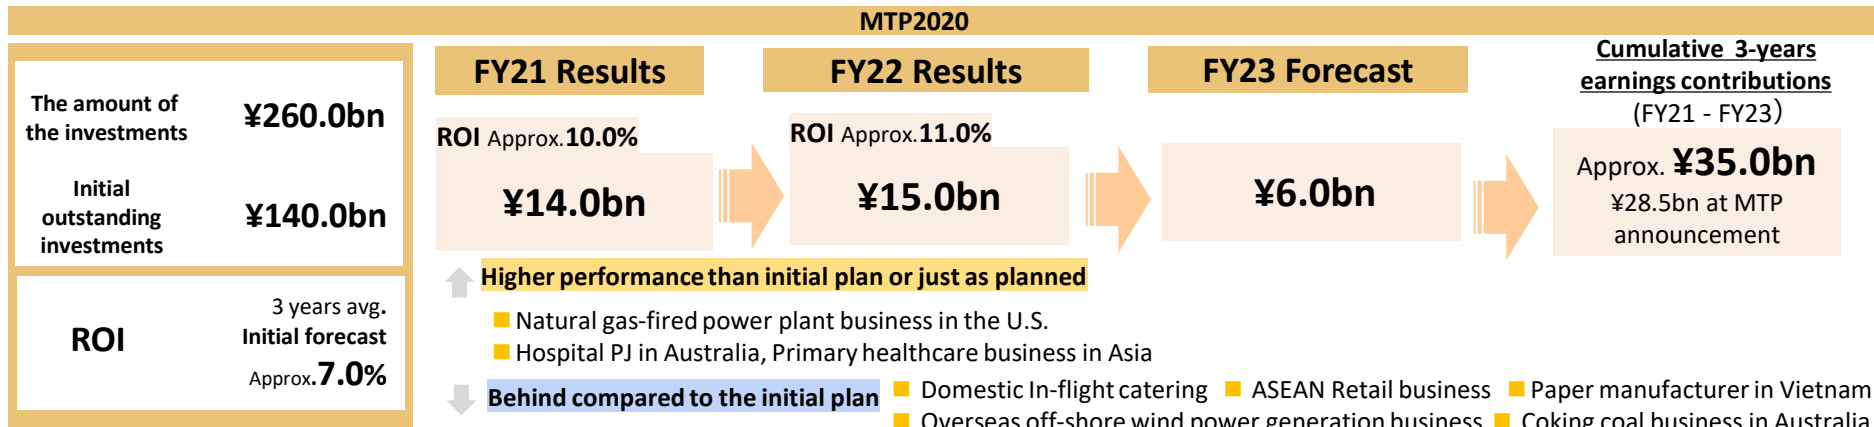 MTP2020
The amount of
the investments
¥260.0bn
Initial
outstanding
investments
¥140.0bn
ROI
3 years avg.
Initial forecast
Approx.7.0%
FY21 Results
ROI Approx.10.0%
¥14.0bn
FY22 Results
ROI Approx.11.0%
¥15.0bn
FY23 Forecast
¥6.0bn
Cumulative 3-years
earnings contributions
(FY21 - FY23）
Approx. ¥35.0bn
¥28.5bn at MTP
announcement
Higher performance than initial plan or just as planned
Natural gas-fired power plant business in the U.S.
Hospital PJ in Australia, Primary healthcare business in Asia
Behind compared to the initial plan
Domestic In-flight catering
ASEAN Retail business
Paper manufacturer in Vietnam
Overseas off-shore wind power generation business
Coking coal business in Australia